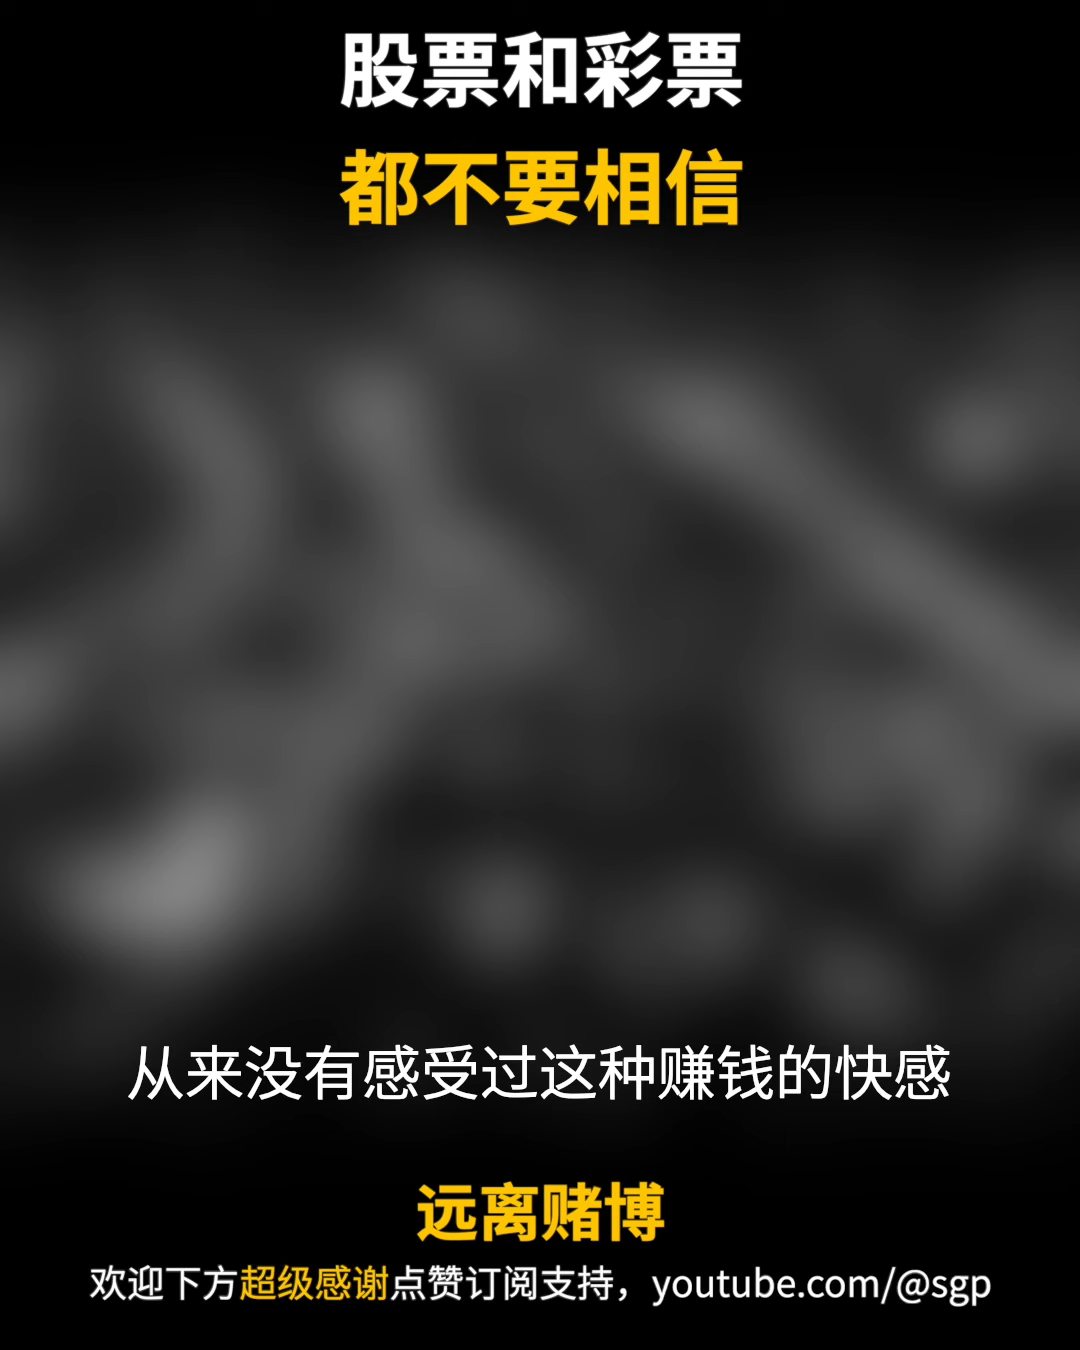 股票和彩票
都不要相信
从来没有感受过这种赚钱的快感
远离赌博
欢迎下方超级感谢点赞订阅支持，youtube.com/@sgp